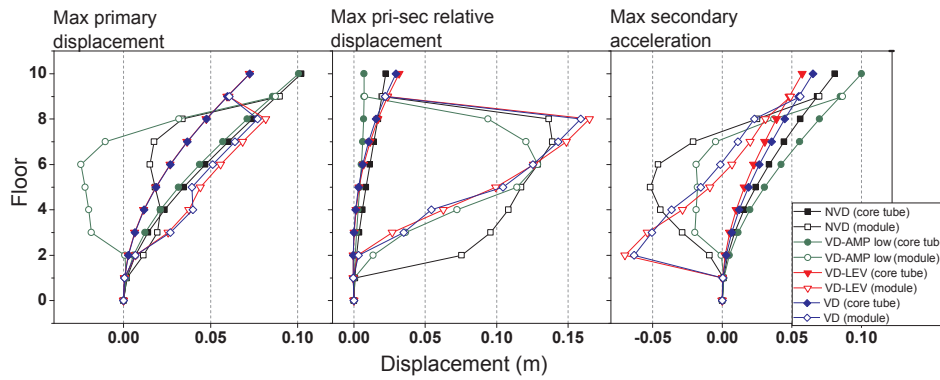 Max primary
displacement
Max pri-sec relative
displacement
Max secondary
acceleration
Floor
10
8
6
4
2
0
0.00
0.05
0.10
0.00
0.05
0.10
0.15
-0.05
0.00
0.05
0.10
Displacement (m)
NVD (core tube)
NVD (module)
VD-AMP low (core tub
VD-AMP low (module)
VD-LEV (core tube)
VD-LEV (module)
VD (core tube)
VD (module)